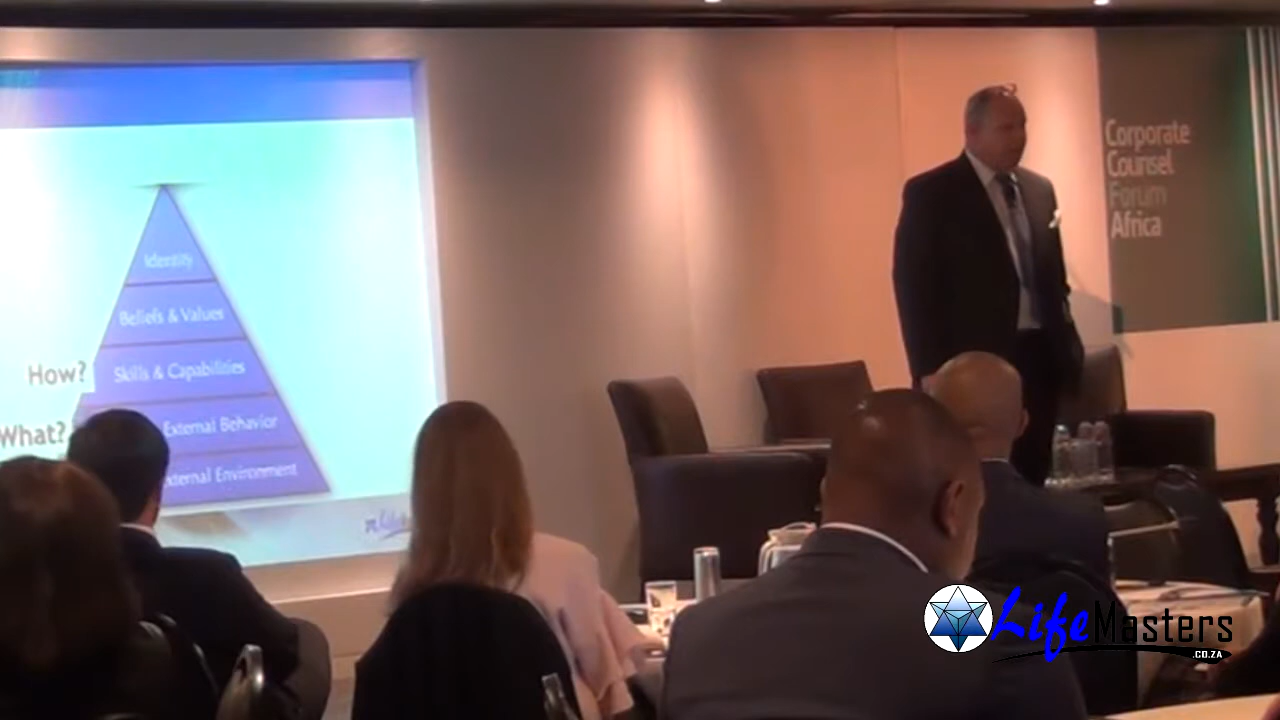 Identity
Beliefs & Values
How?
Skills & Capabilities
What?
External Behavior
External Environment
Corporate
Counsel
Forum
Africa
LifeMasters
.CO.ZA